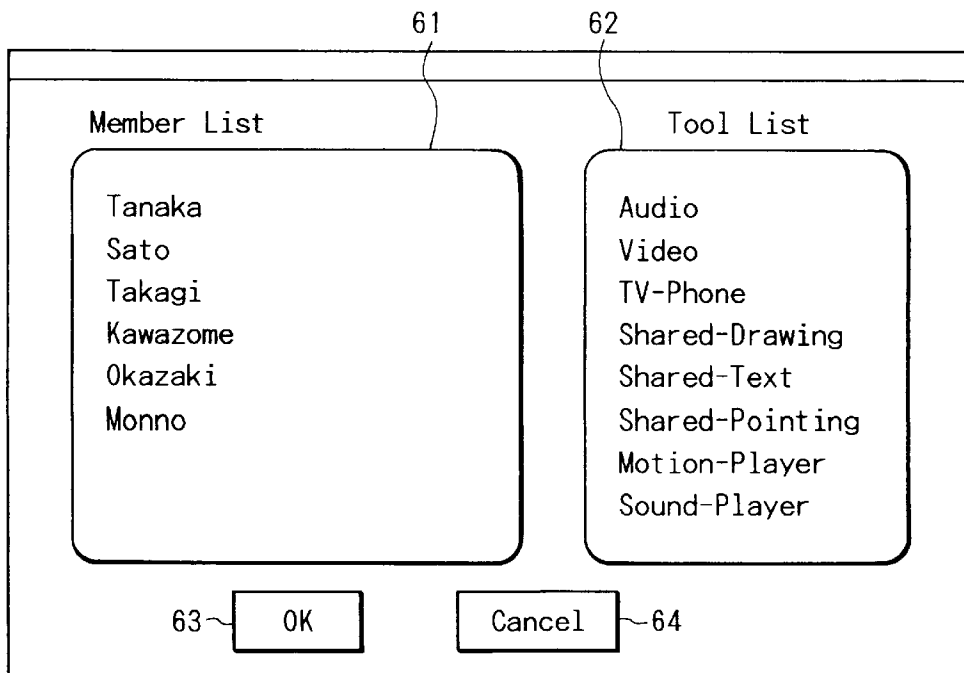 61 62
Member List Tool List
Tanaka
Sato
Takagi
Kawazome
Okazaki
Monno
Audio
Video
TV-Phone
Shared-Drawing
Shared-Text
Shared-Pointing
Motion-Player
Sound-Player
63 OK Cancel 64